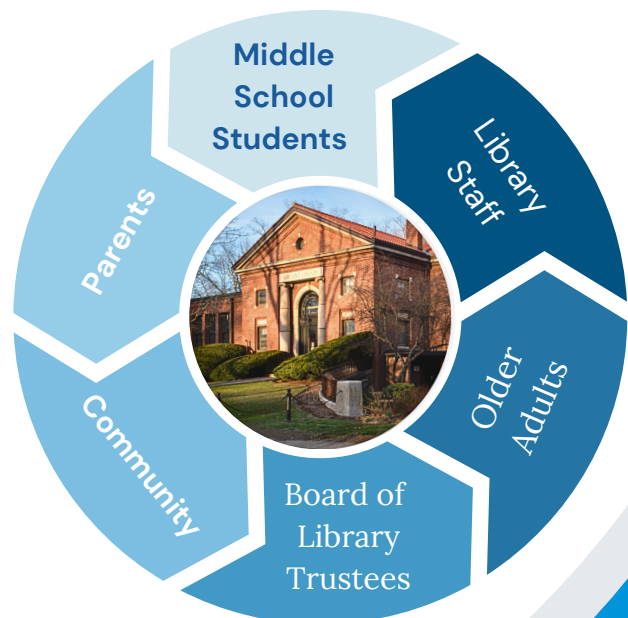 Middle
School
Students
Library
Staff
Older
Adults
Board of
Library
Trustees
Community
Parents